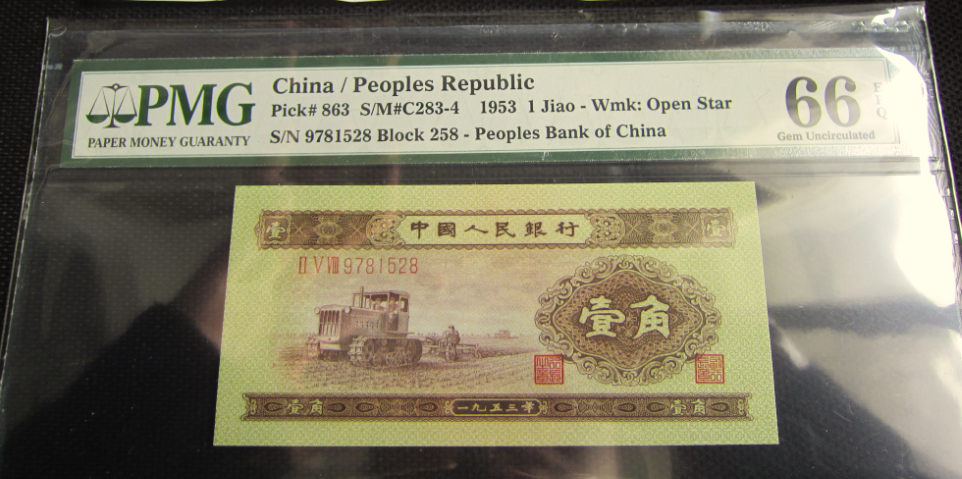 PMG
PAPER MONEY GUARANTY
China / Peoples Republic
Pick# 863 S/M#C283-4 1953 1 Jiao - Wmk: Open Star
S/N 9781528 Block 258 - Peoples Bank of China
66
EPQ
Gem Uncirculated
壹 中國人民銀行 壹
II V VIII 9781528
壹角
壹角 一九五三年 壹角